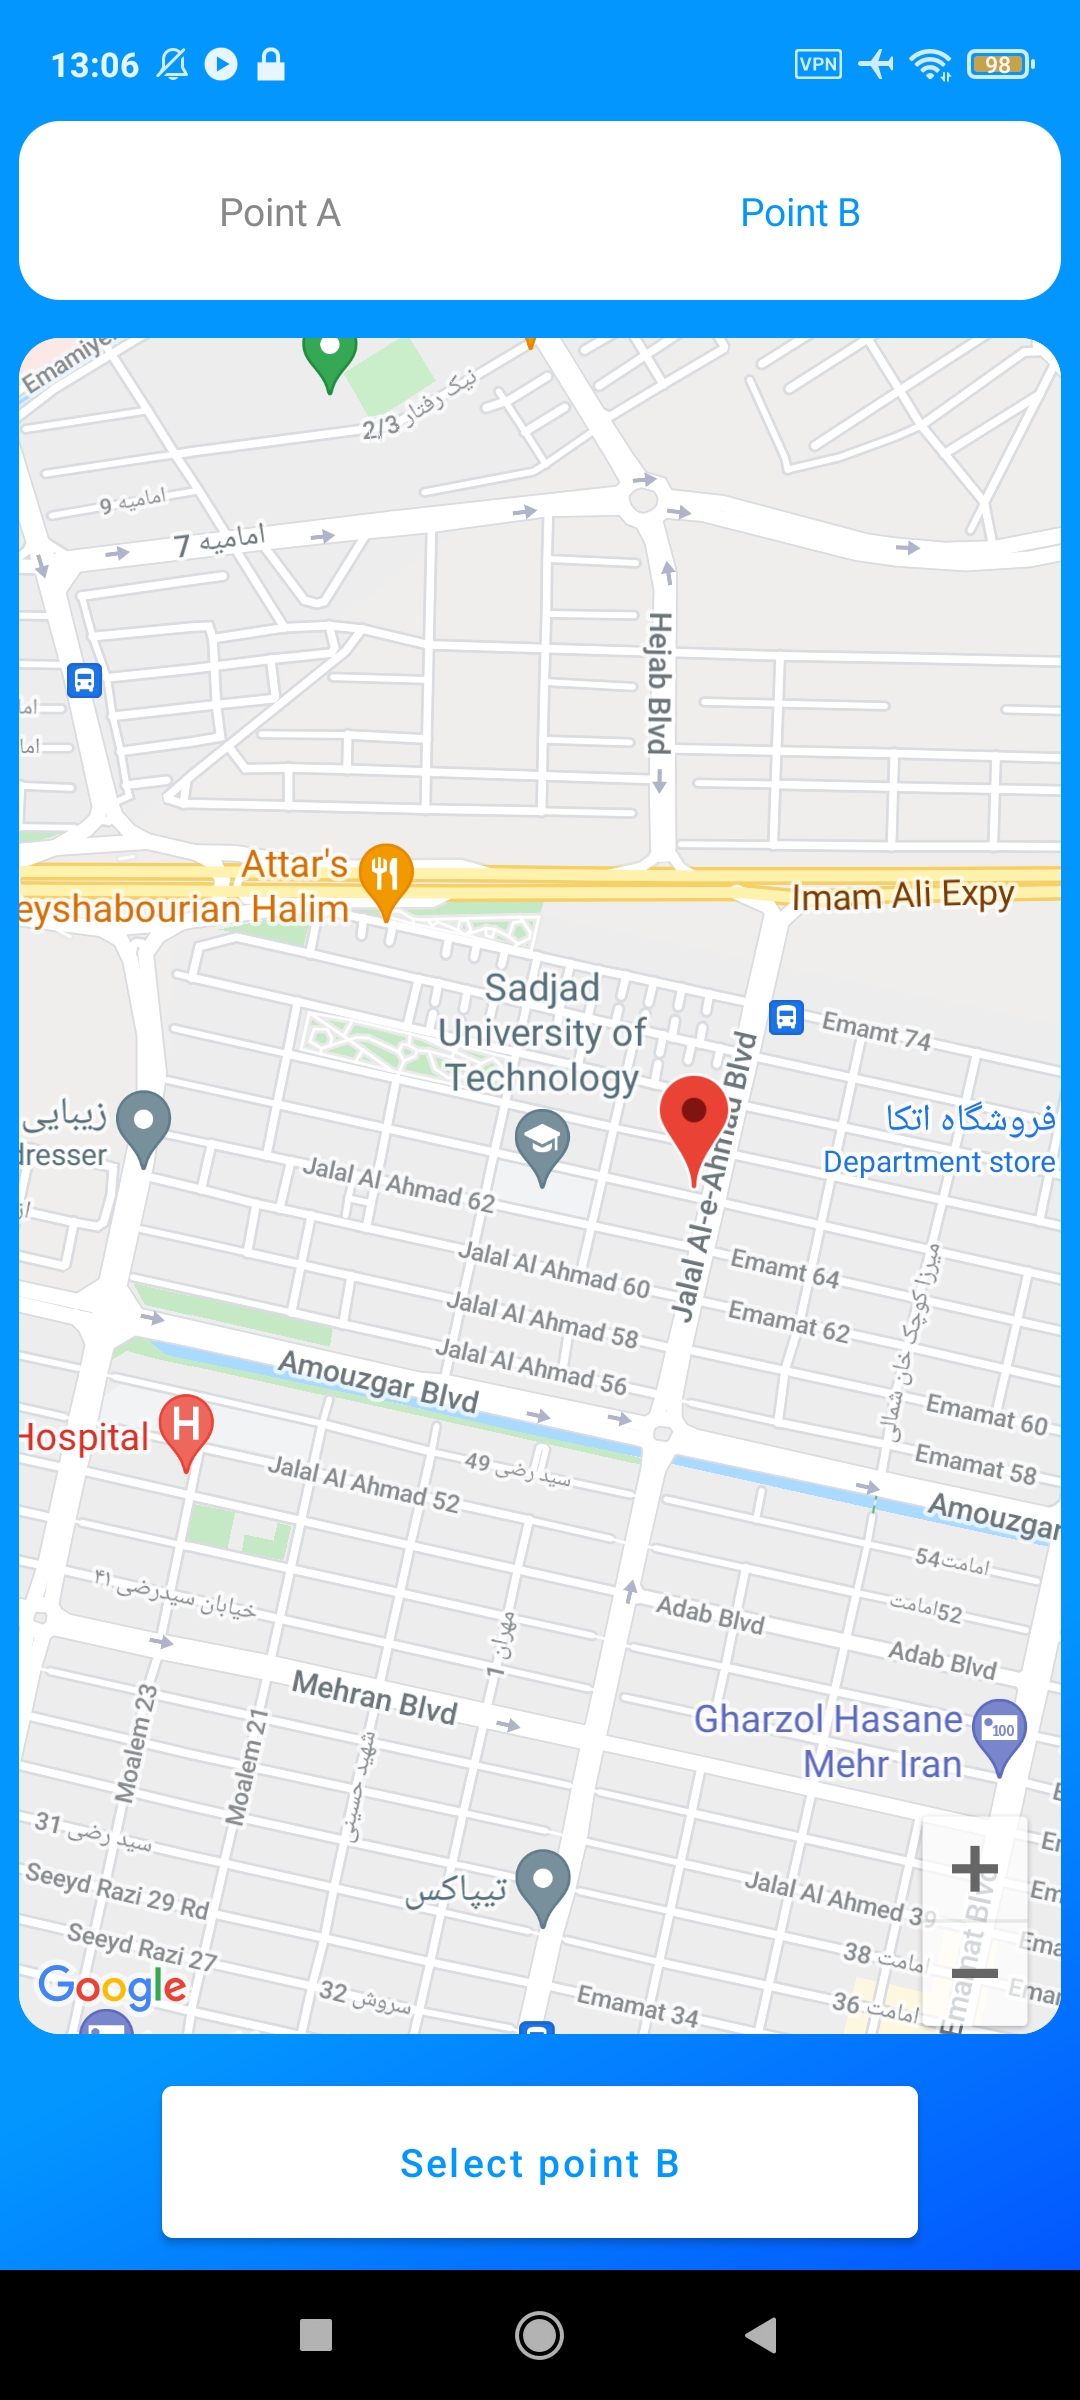 13:06
VPN
98
Point A
Point B
Emamiye
نیک رفتار 2/3
امامیه 9
امامیه 7
Hejab Blvd
Attar's
eyshabourian Halim
Imam Ali Expy
Sadjad
University of
Technology
Emamt 74
Jalal Al-e-Ahmad Blvd
زیبایی
dresser
فروشگاه اتکا
Department store
Jalal Al Ahmad 62
Jalal Al Ahmad 60
Emamt 64
Jalal Al Ahmad 58
Emamat 62
Jalal Al Ahmad 56
میرزا کوچک خان شمالی
Amouzgar Blvd
Emamat 60
Hospital
H
سید رضی 49
Emamat 58
Jalal Al Ahmad 52
Amouzgar
امامت54
خیابان سیدرضی ۴۱
52امامت
Adab Blvd
مهران 1
Adab Blvd
Mehran Blvd
Moalem 23
Moalem 21
شهید حسینی
Gharzol Hasane
Mehr Iran
100
سید رضی 31
Seeyd Razi 29 Rd
تیپاکس
Jalal Al Ahmed 39
Seeyd Razi 27
امامت 38
Google
سروش 32
Emamat 34
امامت 36
Emamat Blvd
Select point B